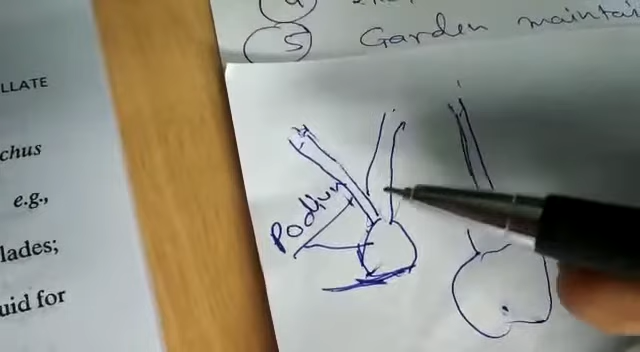 LLATE
chus
e.g.,
lades;
uid for
5 Garden maintai
Podium